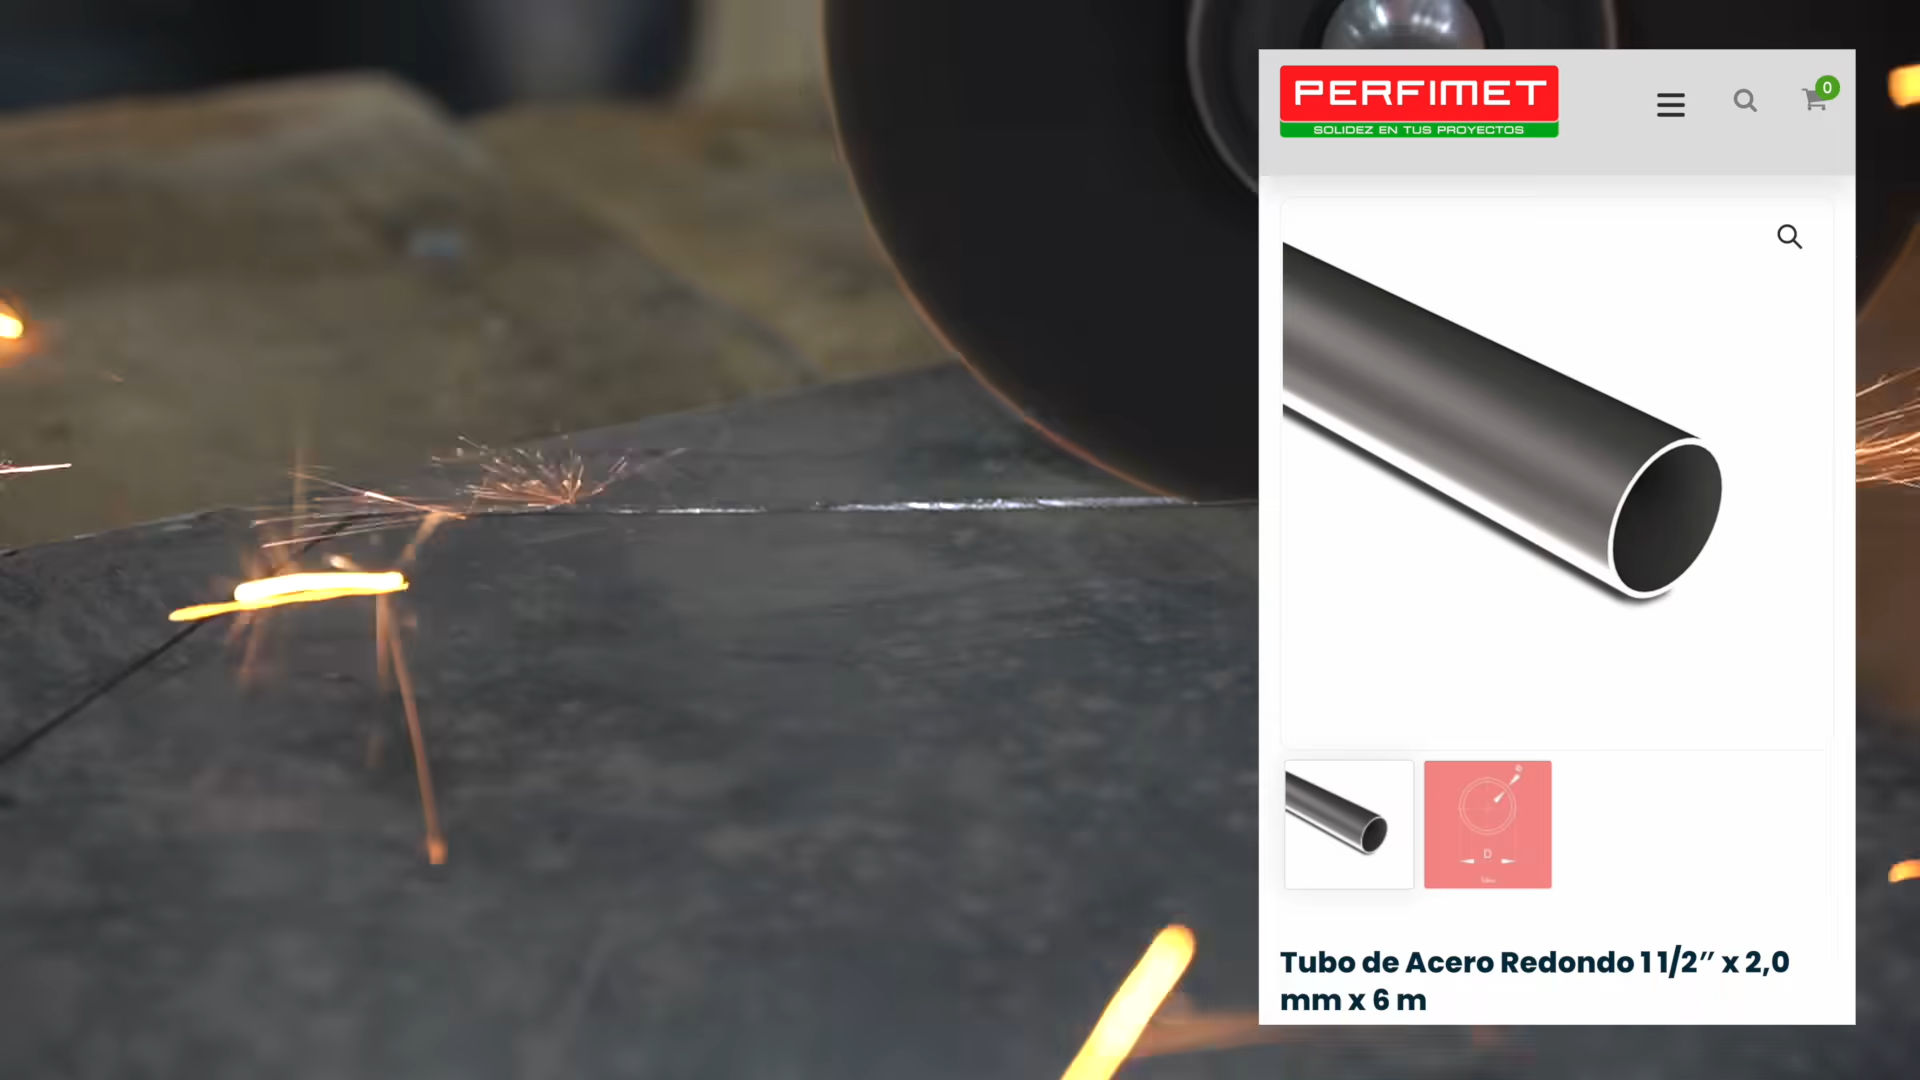 PERFIMET
SOLIDEZ EN TUS PROYECTOS
0
D
Tubo de Acero Redondo 1 1/2″ x 2,0
mm x 6 m